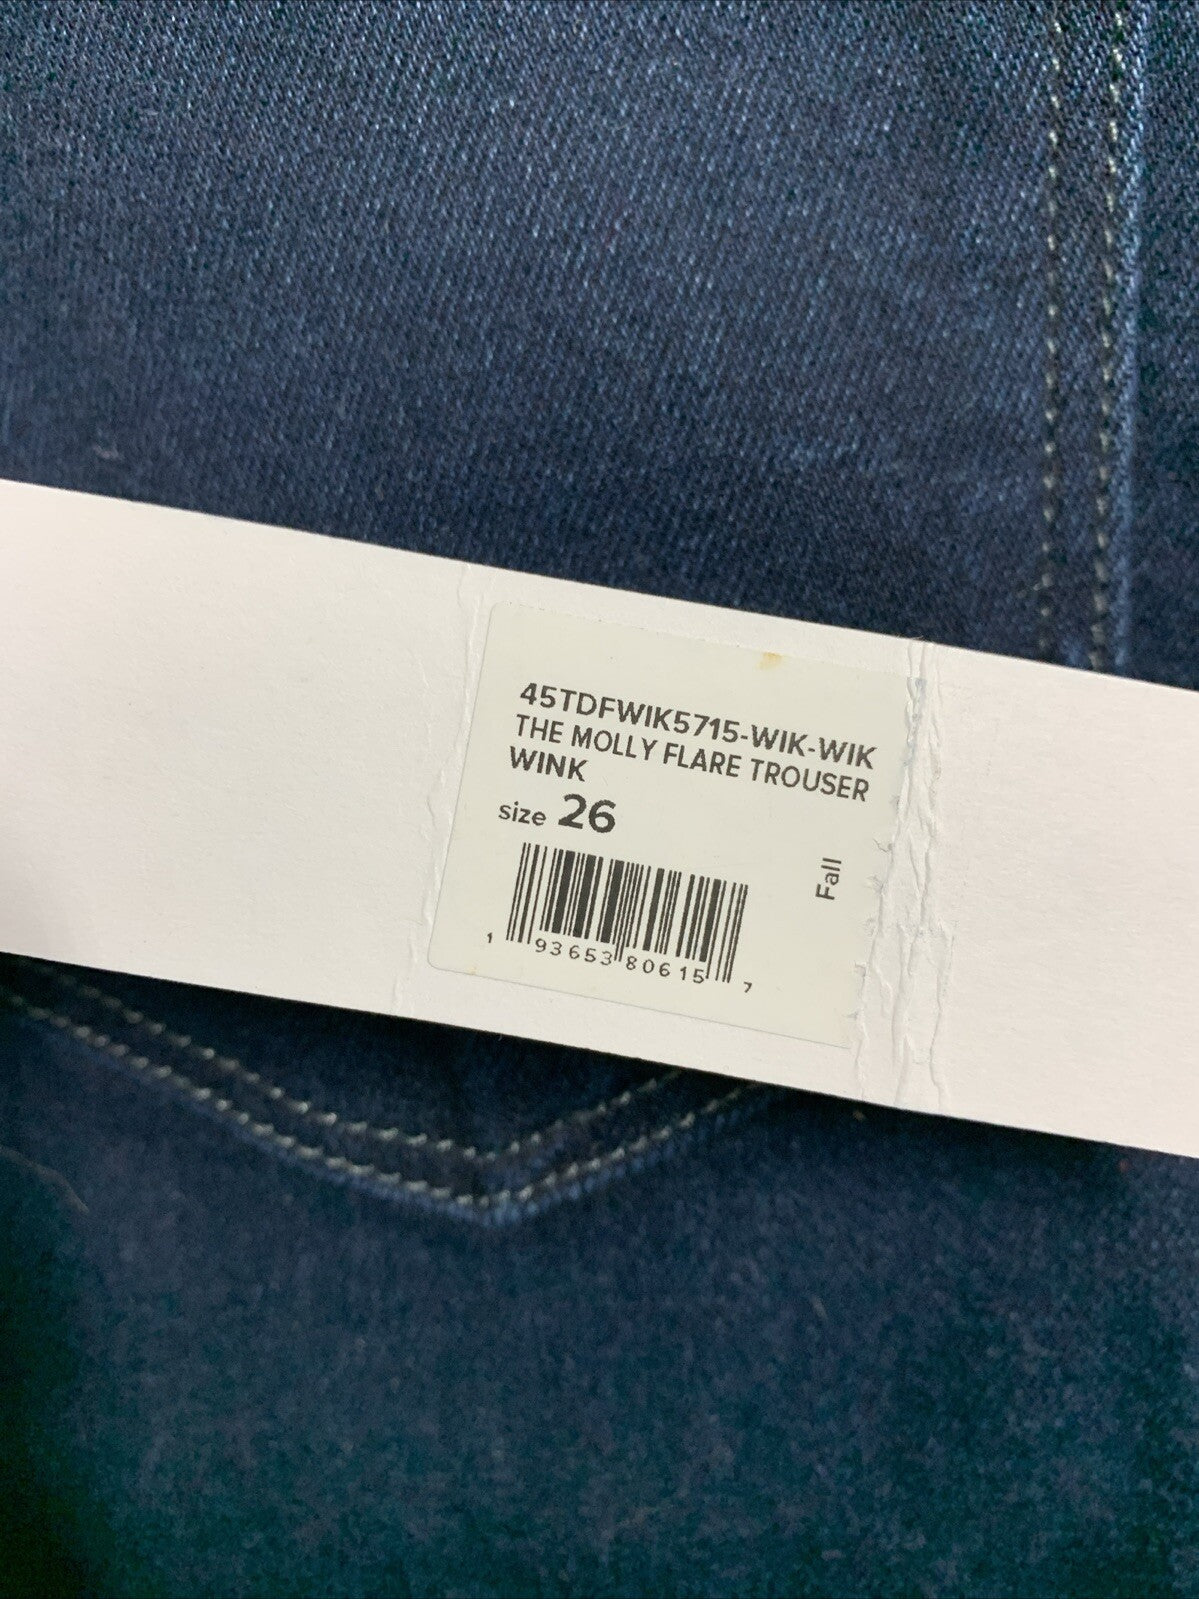 45TDFWIK5715-WIK-WIK
THE MOLLY FLARE TROUSER
WINK
size 26
Fall
1 93653 80615 7